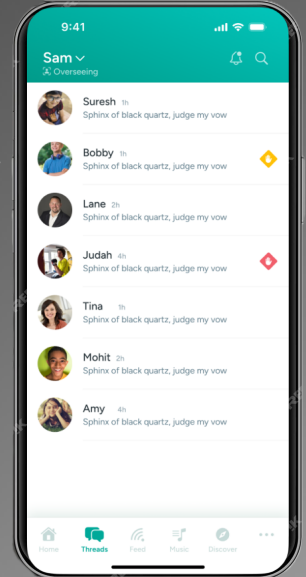 9:41
Sam
Overseeing
Suresh 1h
Sphinx of black quartz, judge my vow
Bobby 1h
Sphinx of black quartz, judge my vow
Lane 2h
Sphinx of black quartz, judge my vow
Judah 4h
Sphinx of black quartz, judge my vow
Tina 1h
Sphinx of black quartz, judge my vow
Mohit 2h
Sphinx of black quartz, judge my vow
Amy 4h
Sphinx of black quartz, judge my vow
Home Threads Feed Music Discover